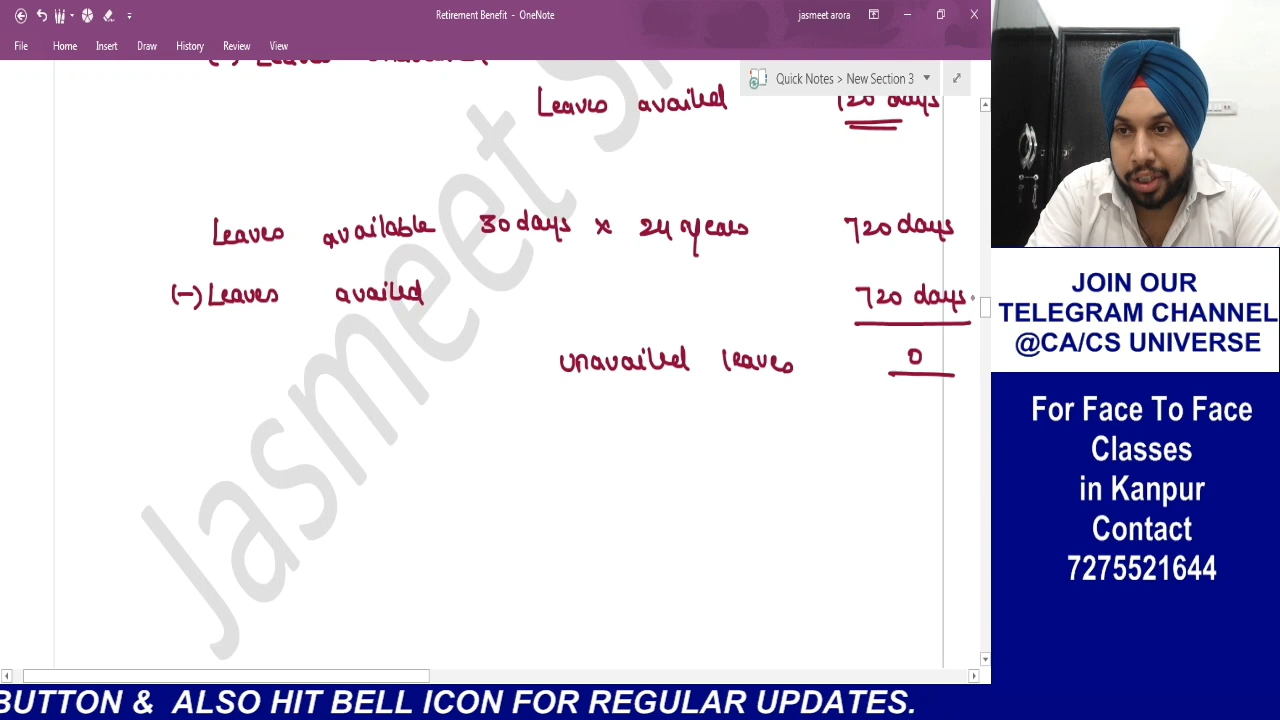 Retirement Benefit - OneNote
jasmeet arora
File Home Insert Draw History Review View
Quick Notes > New Section 3
(-) Leaves
Leaves availed 720 days
Leaves available 30 days × 24 years 720 days
(-) Leaves availed 720 days
unavailed leaves 0
Jasmeet
JOIN OUR
TELEGRAM CHANNEL
@CA/CS UNIVERSE
For Face To Face
Classes
in Kanpur
Contact
7275521644
BUTTON & ALSO HIT BELL ICON FOR REGULAR UPDATES.